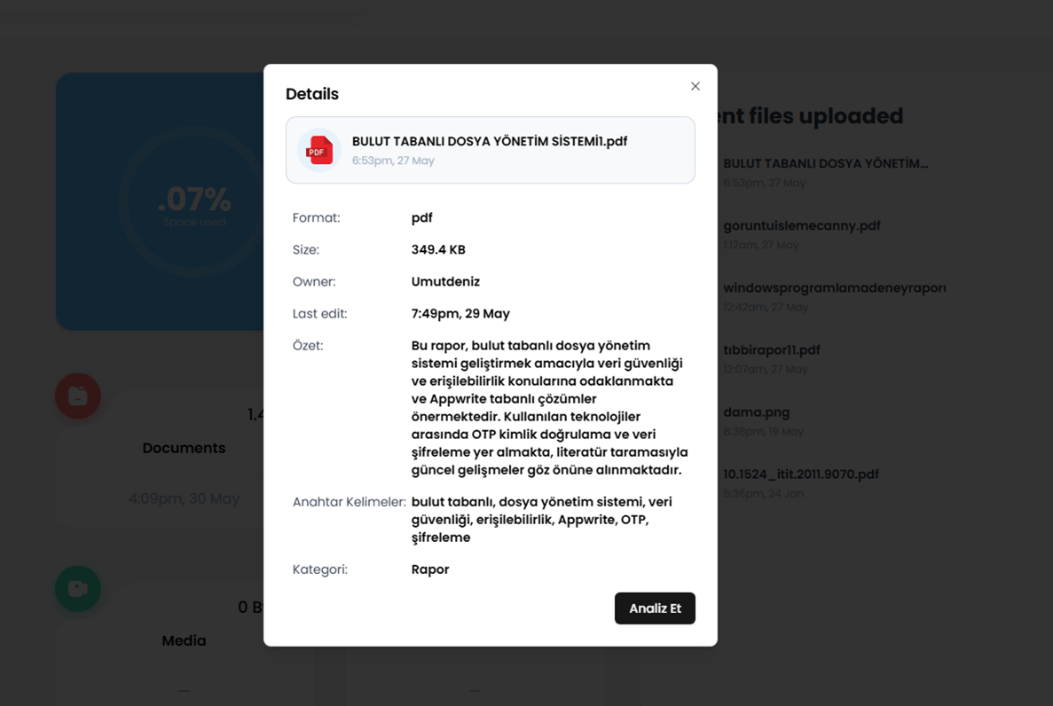 Details
BULUT TABANLI DOSYA YÖNETİM SİSTEMİ1.pdf
6:53pm, 27 May
PDF
Format: pdf
Size: 349.4 KB
Owner: Umutdeniz
Last edit: 7:49pm, 29 May
Özet: Bu rapor, bulut tabanlı dosya yönetim
sistemi geliştirmek amacıyla veri güvenliği
ve erişilebilirlik konularına odaklanmakta
ve Appwrite tabanlı çözümler
önermektedir. Kullanılan teknolojiler
arasında OTP kimlik doğrulama ve veri
şifreleme yer almakta, literatür taramasıyla
güncel gelişmeler göz önüne alınmaktadır.
Anahtar Kelimeler: bulut tabanlı, dosya yönetim sistemi, veri
güvenliği, erişilebilirlik, Appwrite, OTP,
şifreleme
Kategori: Rapor
Analiz Et
.07%
Space used
1.4
Documents
4:09pm, 30 May
0 B
Media
—
—
ent files uploaded
BULUT TABANLI DOSYA YÖNETİM...
6:53pm, 27 May
goruntuislemecanny.pdf
1:12am, 27 May
windowsprogramlamadeneyraporı
12:42am, 27 May
tıbbirapor11.pdf
12:07am, 27 May
dama.png
8:38pm, 19 May
10.1524_itit.2011.9070.pdf
5:36pm, 24 Jan